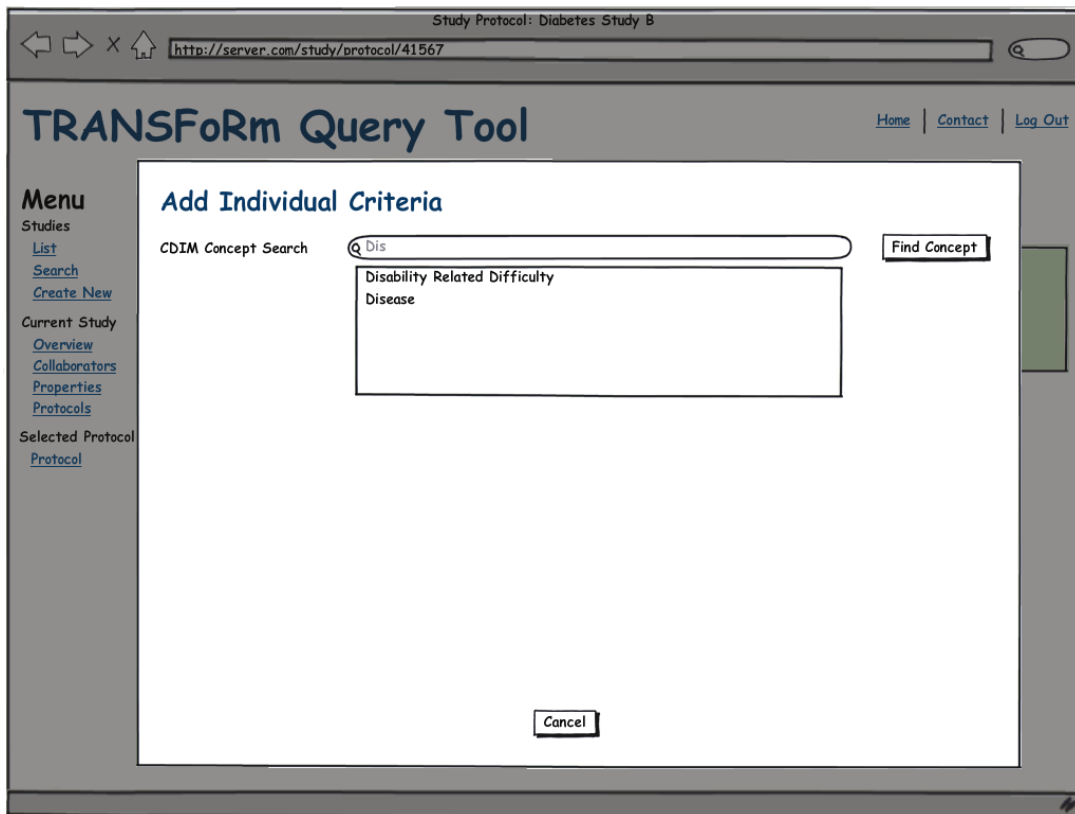 Study Protocol: Diabetes Study B
http://server.com/study/protocol/41567
TRANSFoRm Query Tool
Home | Contact | Log Out
Menu
Studies
List
Search
Create New
Current Study
Overview
Collaborators
Properties
Protocols
Selected Protocol
Protocol
Add Individual Criteria
CDIM Concept Search
Dis
Find Concept
Disability Related Difficulty
Disease
Cancel